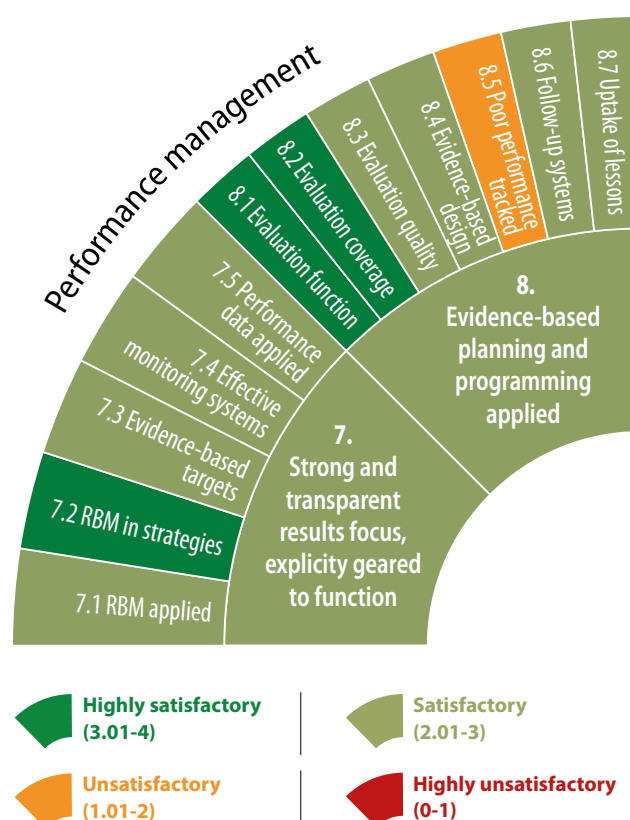 Performance management
7.1 RBM applied
7.2 RBM in strategies
7.3 Evidence-based
targets
7.4 Effective
monitoring systems
7.5 Performance
data applied
8.1 Evaluation function
8.2 Evaluation coverage
8.3 Evaluation quality
8.4 Evidence-based
design
8.5 Poor performance
tracked
8.6 Follow-up systems
8.7 Uptake of lessons
7.
Strong and
transparent
results focus,
explicity geared
to function
8.
Evidence-based
planning and
programming
applied
Highly satisfactory
(3.01-4)
Satisfactory
(2.01-3)
Unsatisfactory
(1.01-2)
Highly unsatisfactory
(0-1)